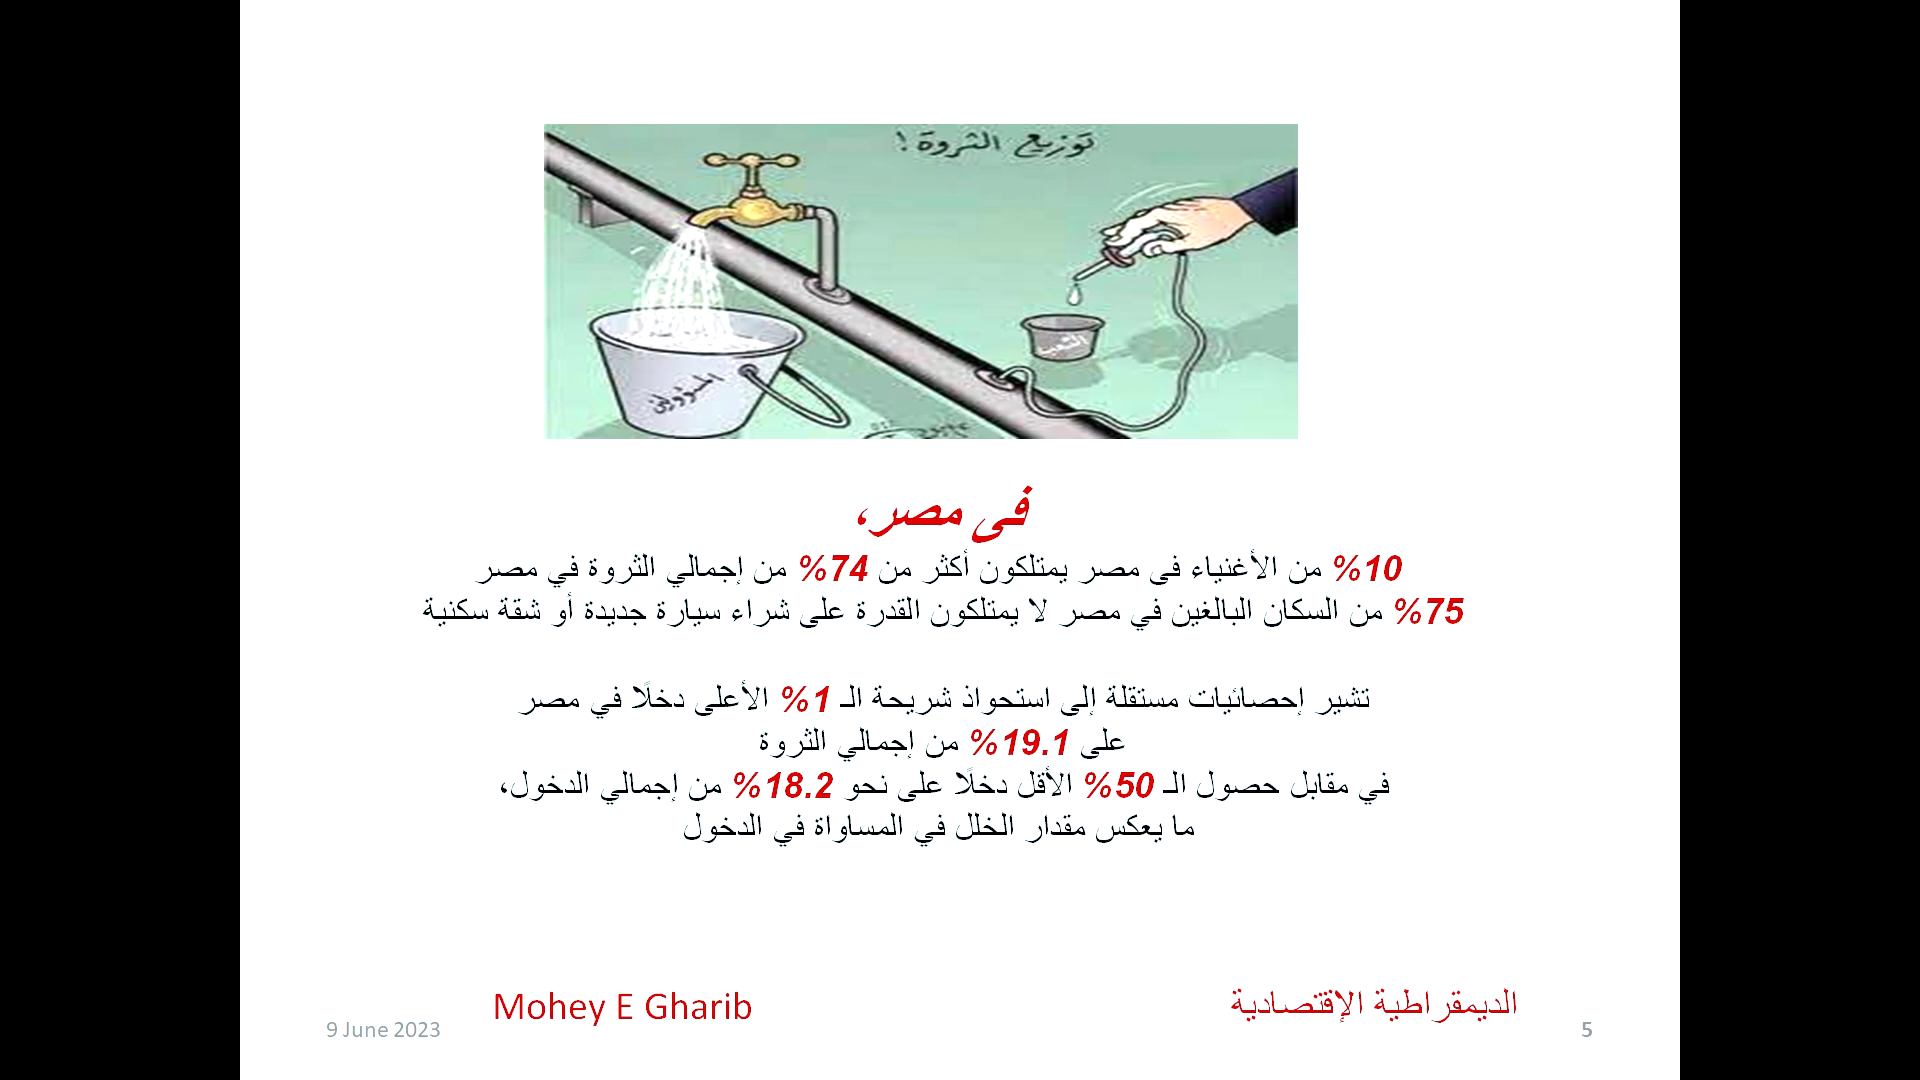 توزيع الثروة!
المسؤولين
الشعب
فى مصر،
10% من الأغنياء فى مصر يمتلكون أكثر من 74% من إجمالي الثروة في مصر
75% من السكان البالغين في مصر لا يمتلكون القدرة على شراء سيارة جديدة أو شقة سكنية
تشير إحصائيات مستقلة إلى استحواذ شريحة الـ 1% الأعلى دخلًا في مصر
على 19.1% من إجمالي الثروة
في مقابل حصول الـ 50% الأقل دخلًا على نحو 18.2% من إجمالي الدخول،
ما يعكس مقدار الخلل في المساواة في الدخول
9 June 2023
Mohey E Gharib
الديمقراطية الإقتصادية
5